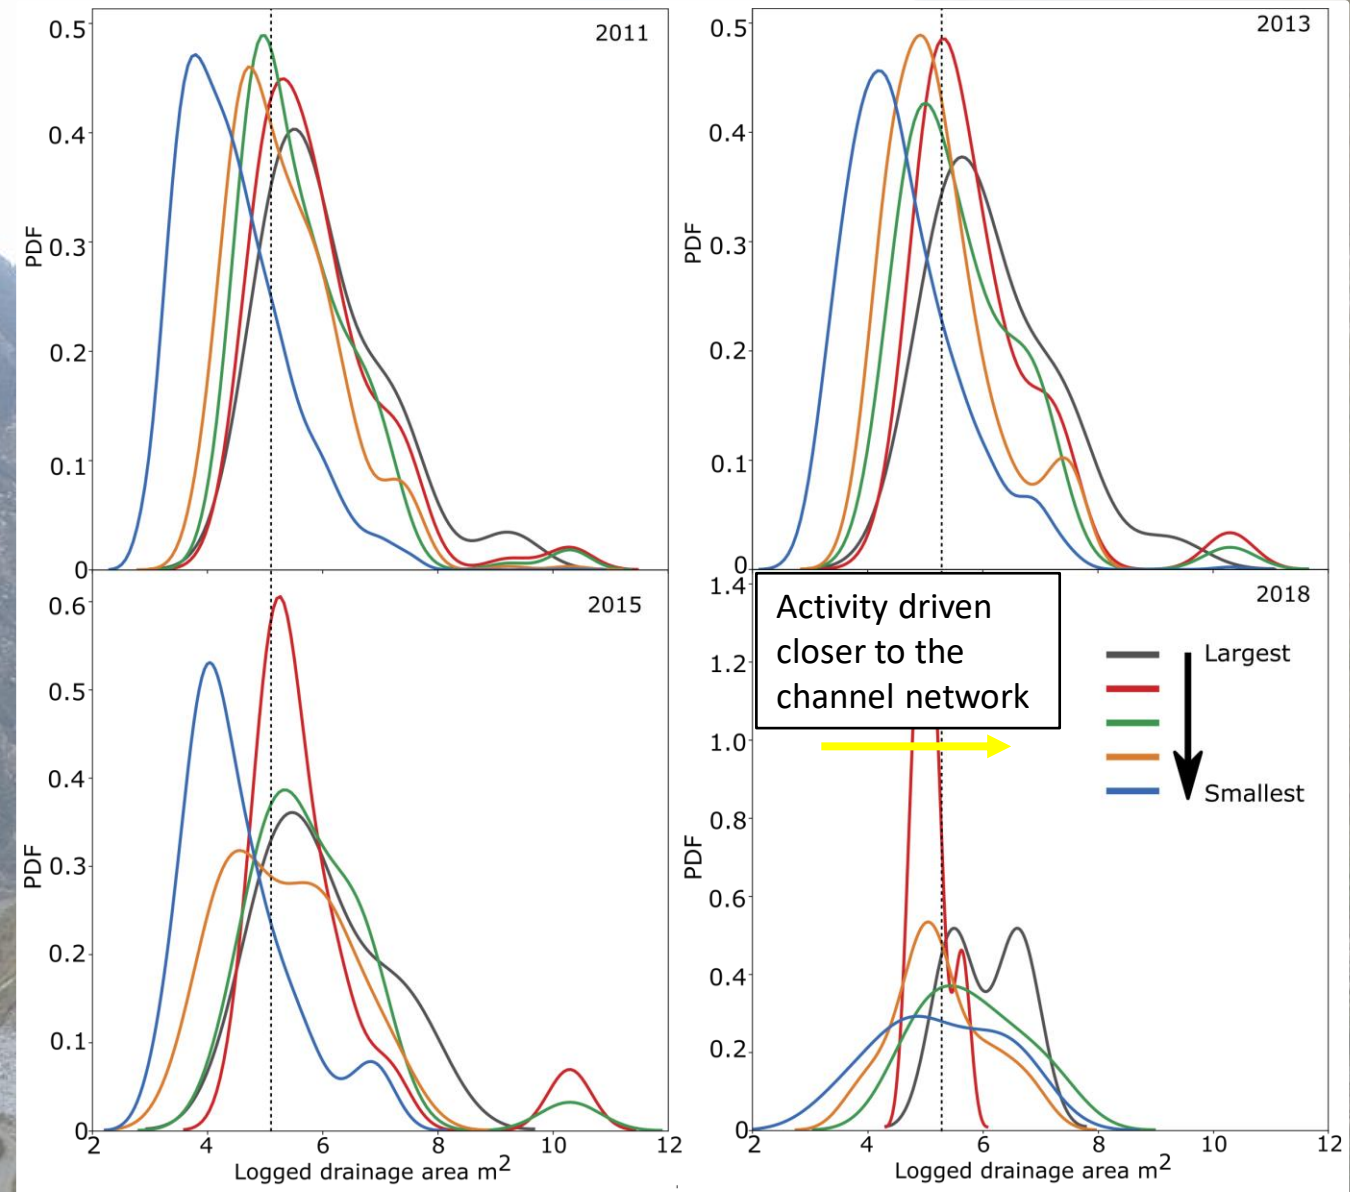 2011
0.5
0.4
0.3
0.2
0.1
0
PDF
2013
0.5
0.4
0.3
0.2
0.1
0
PDF
2015
0.6
0.5
0.4
0.3
0.2
0.1
0
PDF
2 4 6 8 10 12
Logged drainage area m²
2018
1.4
1.2
1.0
0.8
0.6
0.4
0.2
0
PDF
Activity driven
closer to the
channel network
Largest
Smallest
2 4 6 8 10 12
Logged drainage area m²